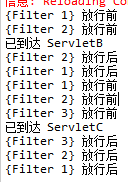 信息: Reloading Co
{Filter 1} 放行前
{Filter 2} 放行前
已到达 ServletB
{Filter 2} 放行后
{Filter 1} 放行后
{Filter 1} 放行前
{Filter 2} 放行前
{Filter 3} 放行前
已到达 ServletC
{Filter 3} 放行后
{Filter 2} 放行后
{Filter 1} 放行后